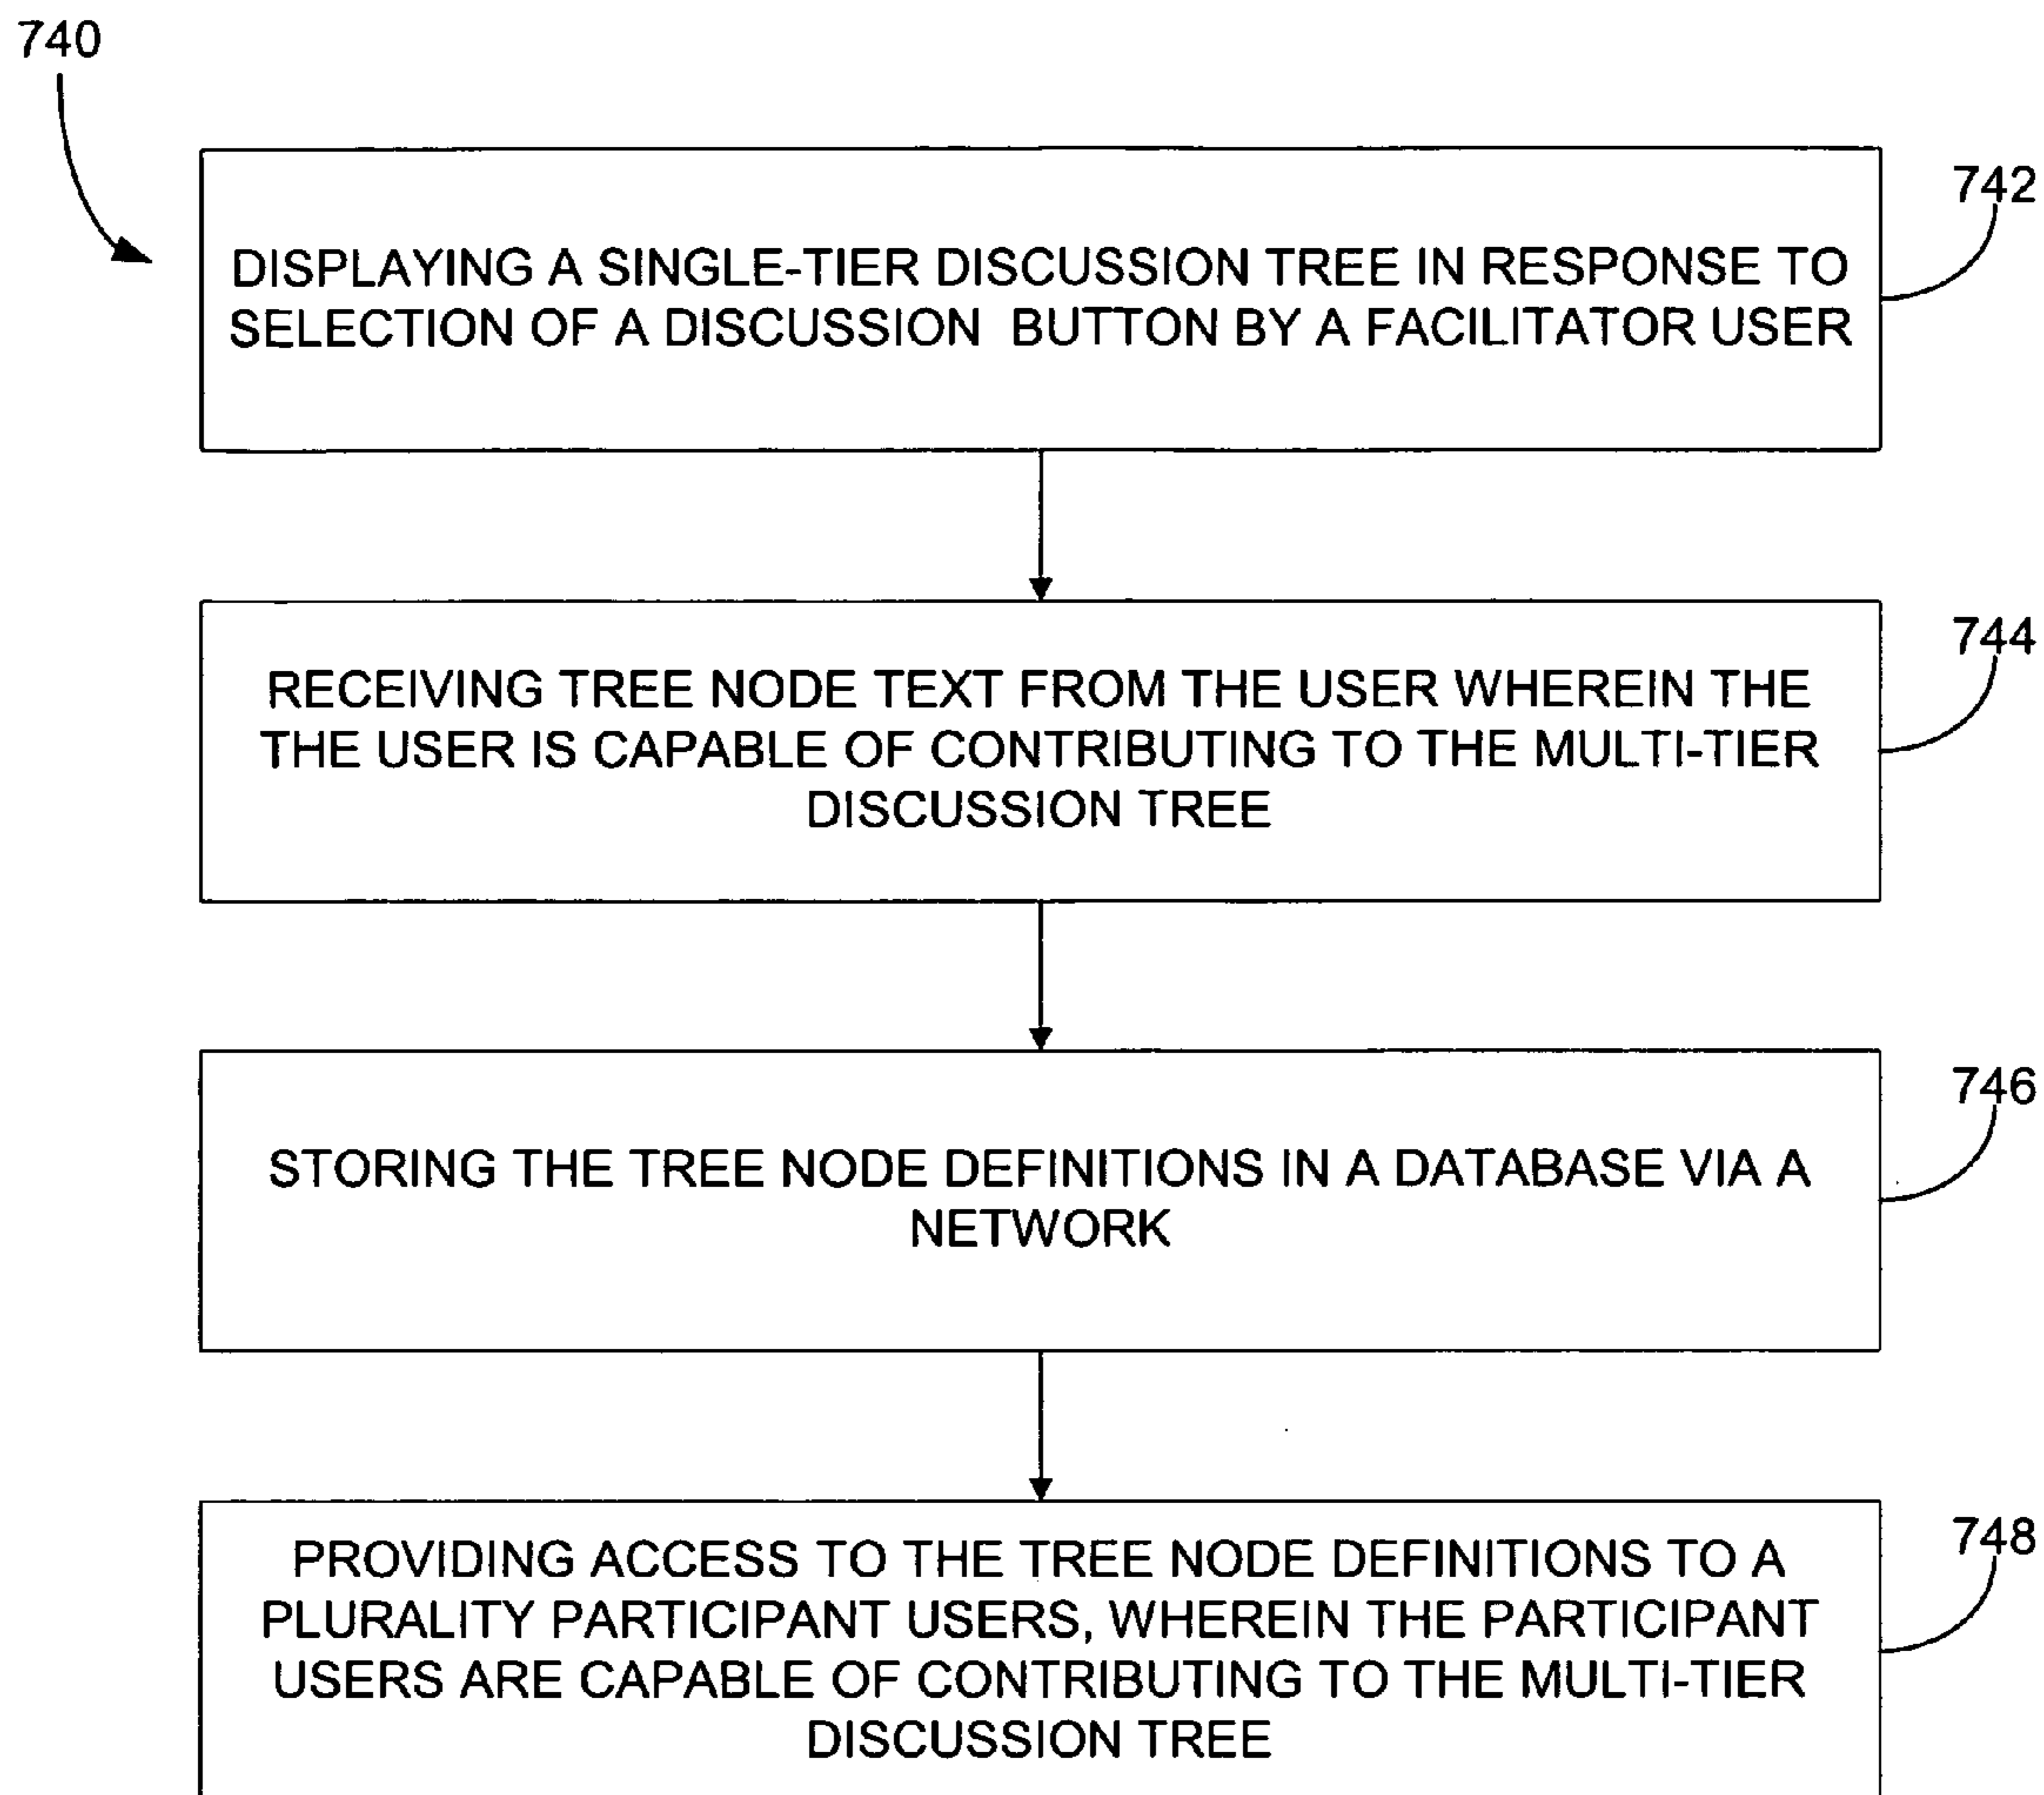 740
742
DISPLAYING A SINGLE-TIER DISCUSSION TREE IN RESPONSE TO
SELECTION OF A DISCUSSION BUTTON BY A FACILITATOR USER
744
RECEIVING TREE NODE TEXT FROM THE USER WHEREIN THE
THE USER IS CAPABLE OF CONTRIBUTING TO THE MULTI-TIER
DISCUSSION TREE
746
STORING THE TREE NODE DEFINITIONS IN A DATABASE VIA A
NETWORK
748
PROVIDING ACCESS TO THE TREE NODE DEFINITIONS TO A
PLURALITY PARTICIPANT USERS, WHEREIN THE PARTICIPANT
USERS ARE CAPABLE OF CONTRIBUTING TO THE MULTI-TIER
DISCUSSION TREE